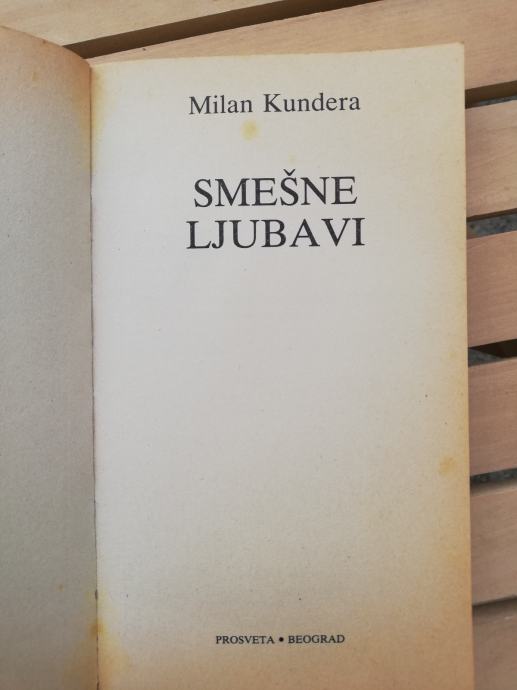 Milan Kundera
SMEŠNE
LJUBAVI
PROSVETA • BEOGRAD